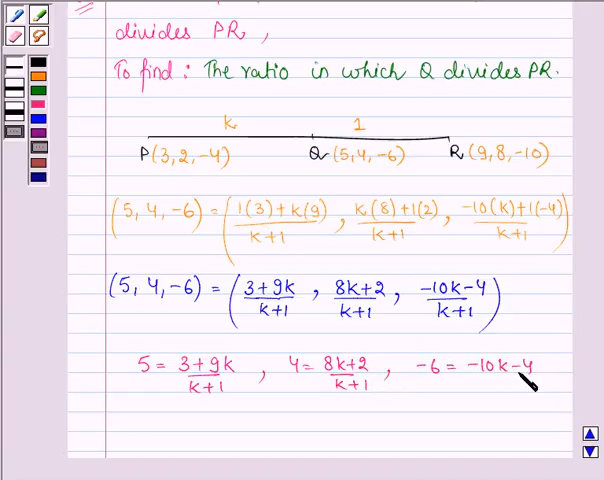 divides PR,
To find : The ratio in which Q divides PR.
k 1
P(3,2,-4) Q(5,4,-6) R(9,8,-10)
(5, 4, -6) = (1(3)+k(9)/k+1 , k(8)+1(2)/k+1 , -10(k)+1(-4)/k+1)
(5, 4, -6) = (3+9k/k+1 , 8k+2/k+1 , -10k-4/k+1)
5 = 3+9k/k+1 , 4 = 8k+2/k+1 , -6 = -10k-4